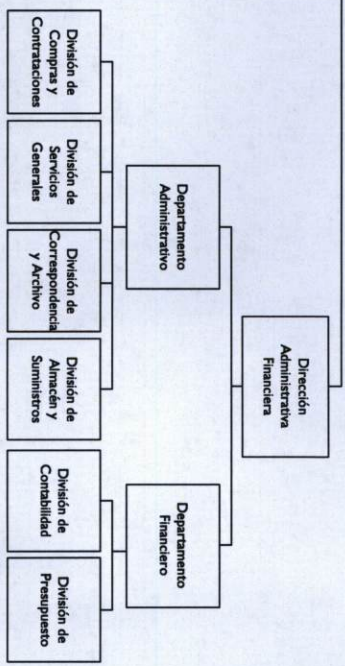 Dirección
Administrativa
Financiera
Departamento
Administrativo
Departamento
Financiero
División de
Compras y
Contrataciones
División de
Servicios
Generales
División de
Correspondencia
y Archivo
División de
Almacén y
Suministros
División de
Contabilidad
División de
Presupuesto